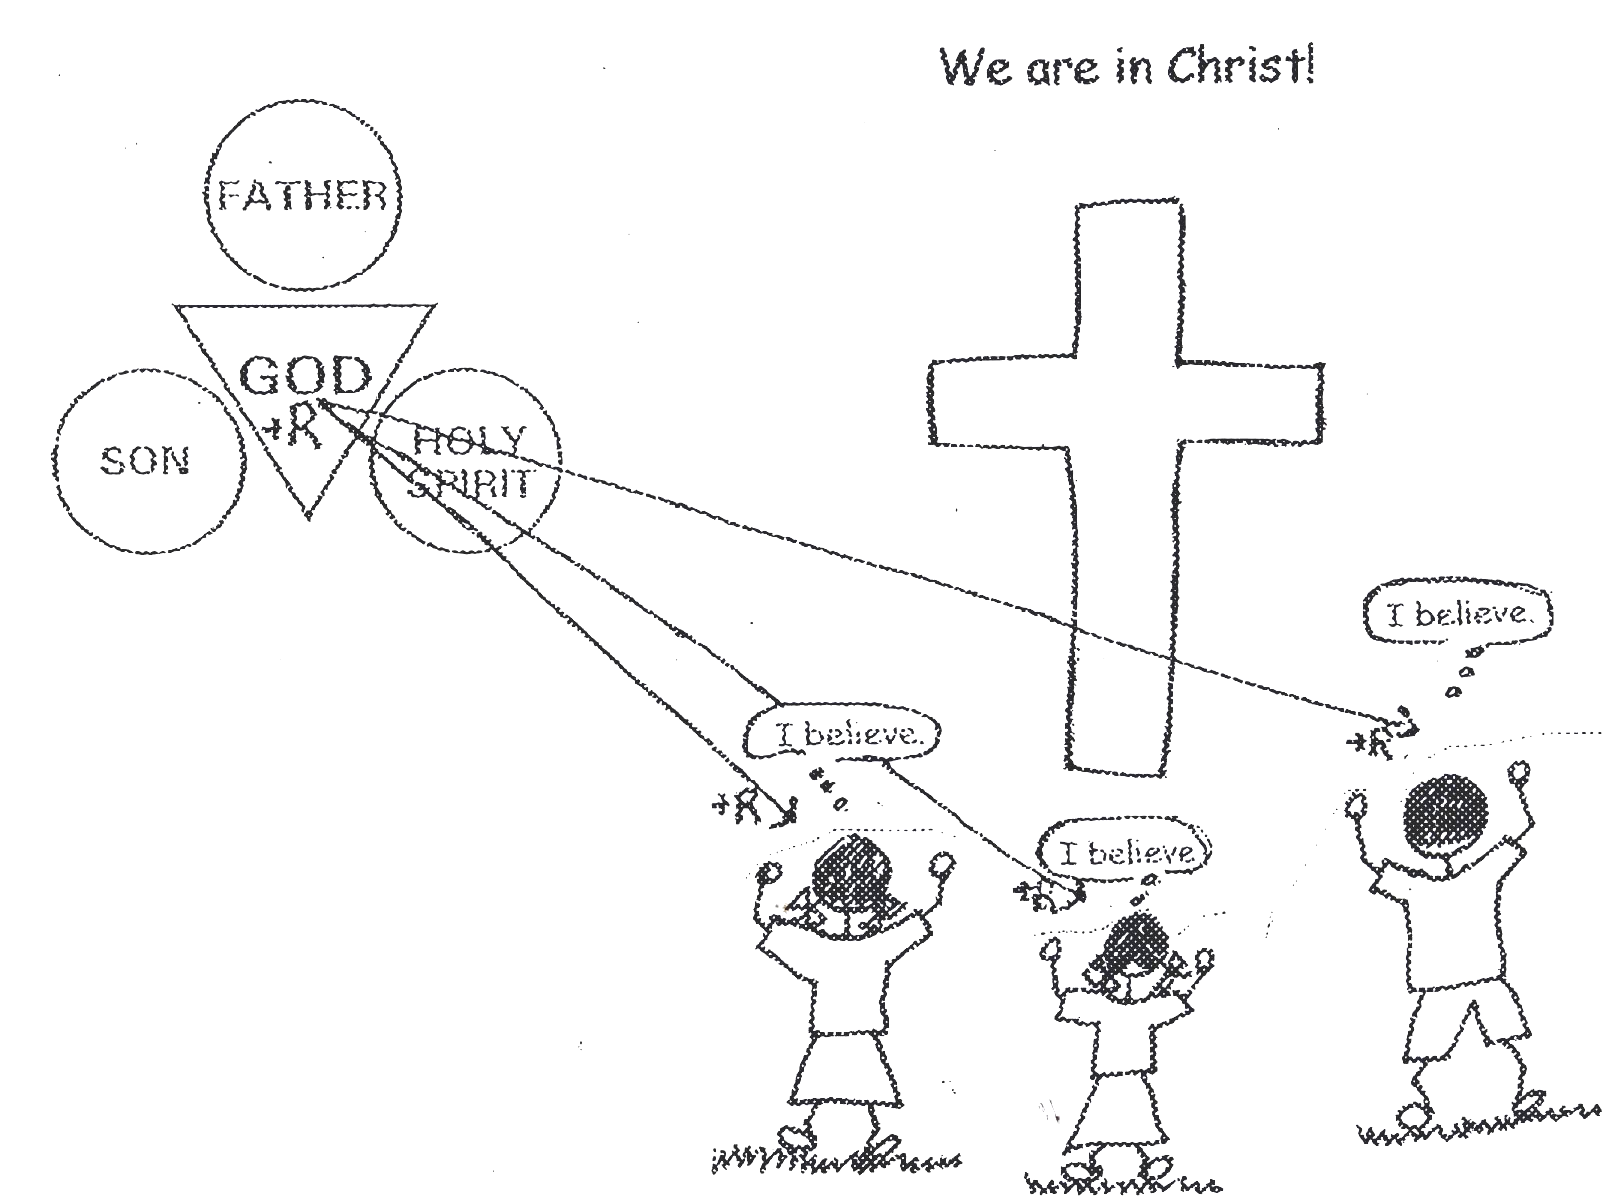 We are in Christ!
FATHER
GOD
+R
SON
HOLY
SPIRIT
I believe.
+R
I believe.
+R
I believe
+R